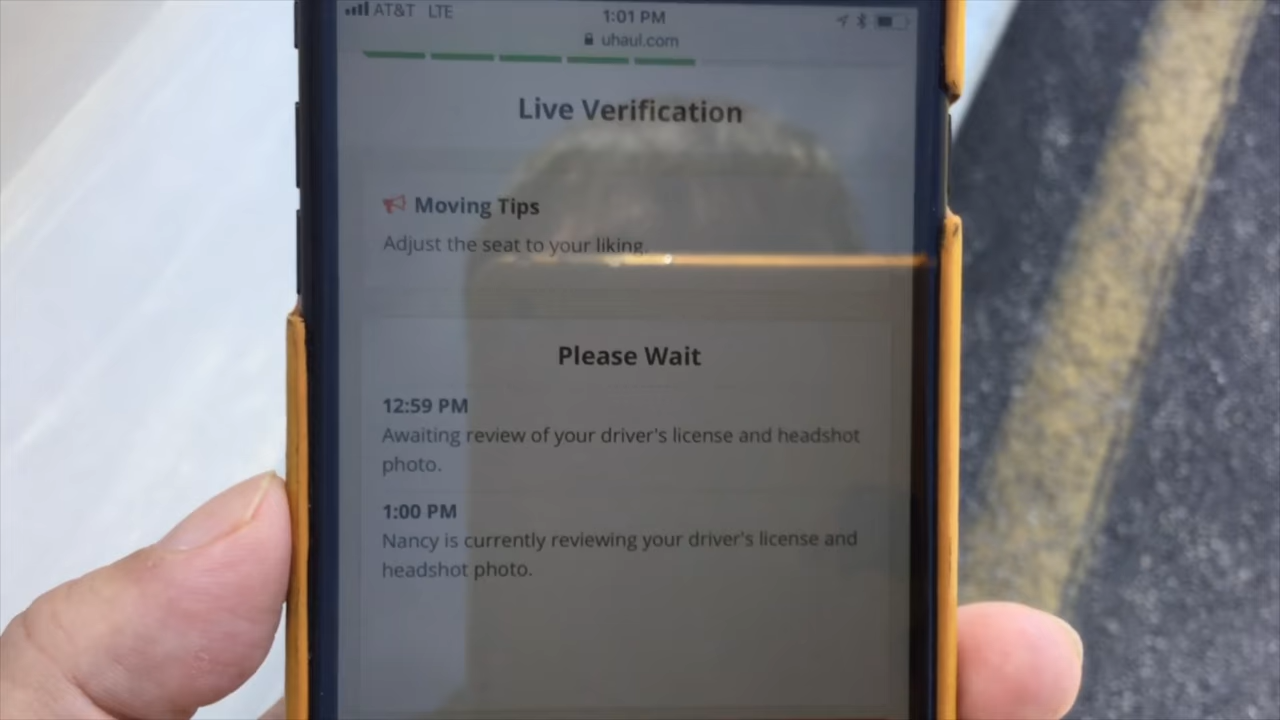 AT&T LTE 1:01 PM
uhaul.com
Live Verification
Moving Tips
Adjust the seat to your liking.
Please Wait
12:59 PM
Awaiting review of your driver's license and headshot
photo.
1:00 PM
Nancy is currently reviewing your driver's license and
headshot photo.